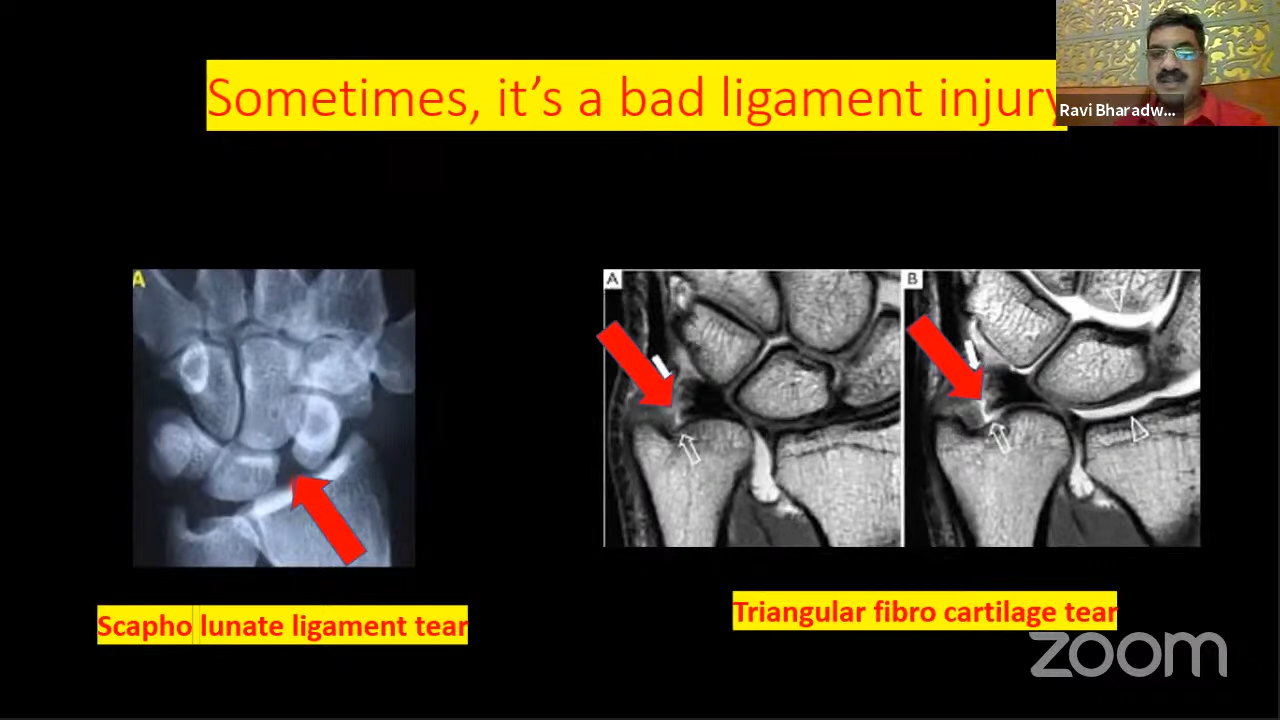 Sometimes, it's a bad ligament injury
Ravi Bharadw...
A
A
B
Scapho lunate ligament tear
Triangular fibro cartilage tear
zoom